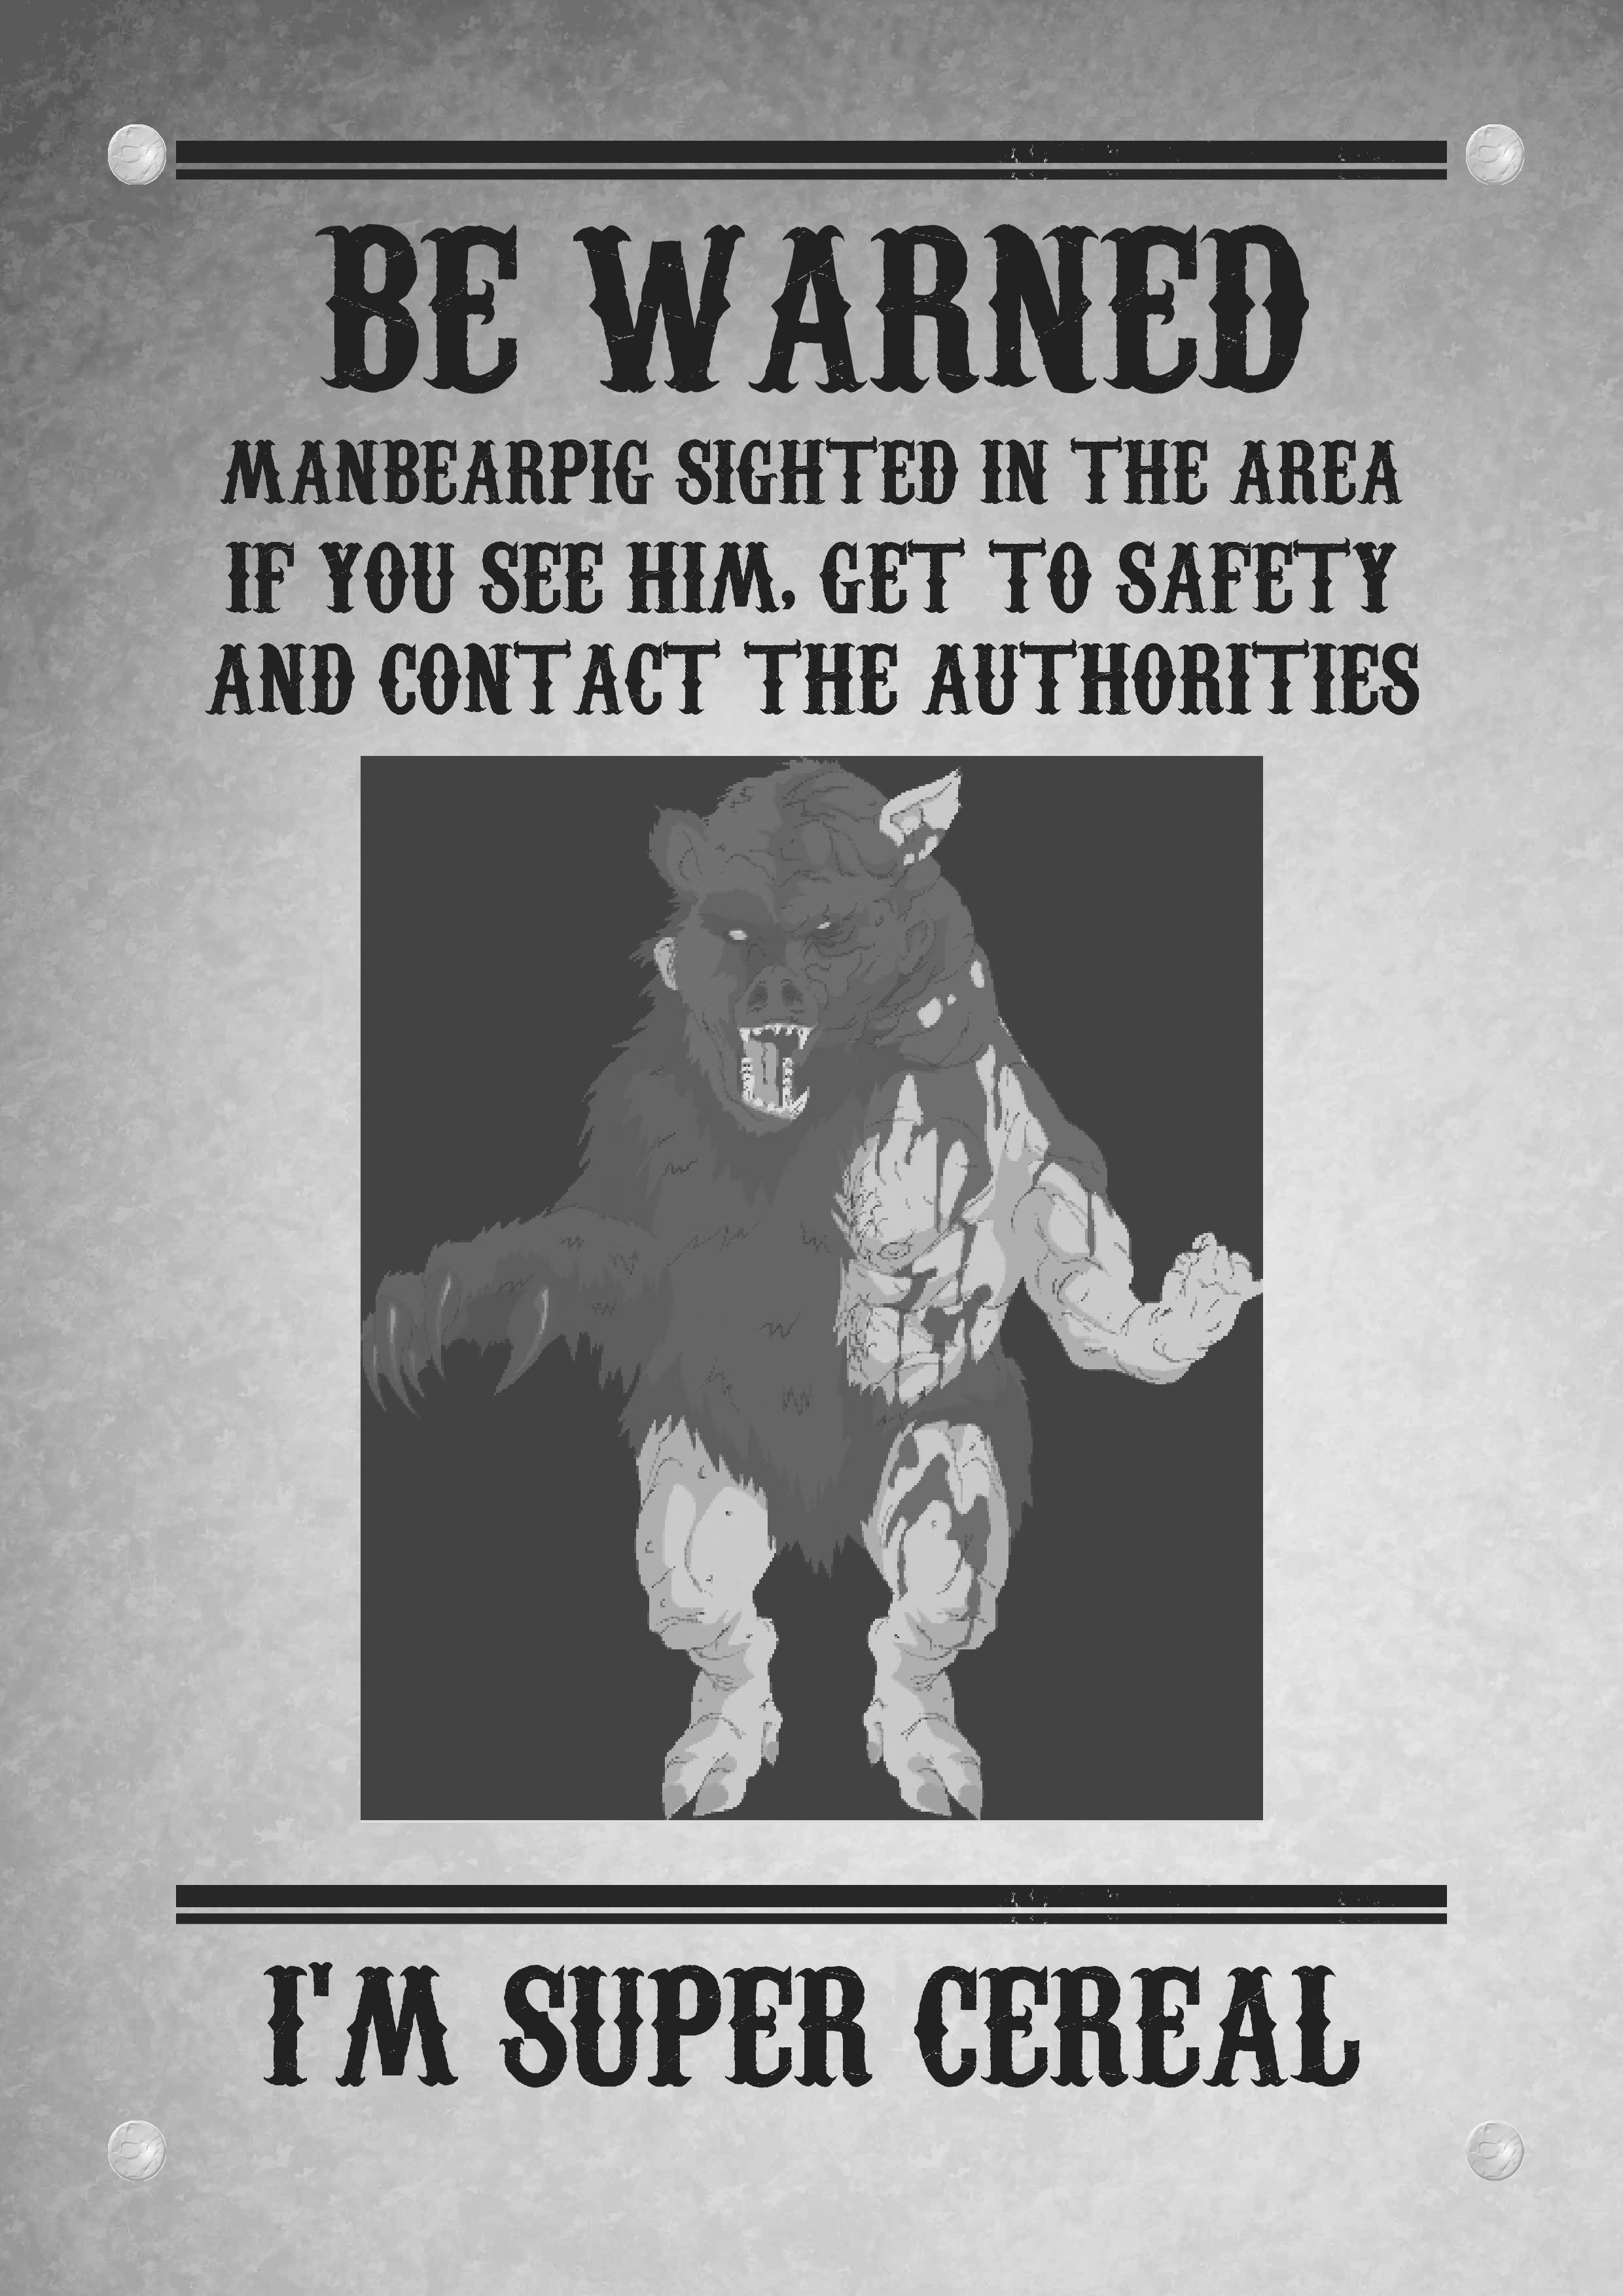 BE WARNED
MANBEARPIG SIGHTED IN THE AREA
IF YOU SEE HIM, GET TO SAFETY
AND CONTACT THE AUTHORITIES
I'M SUPER CEREAL